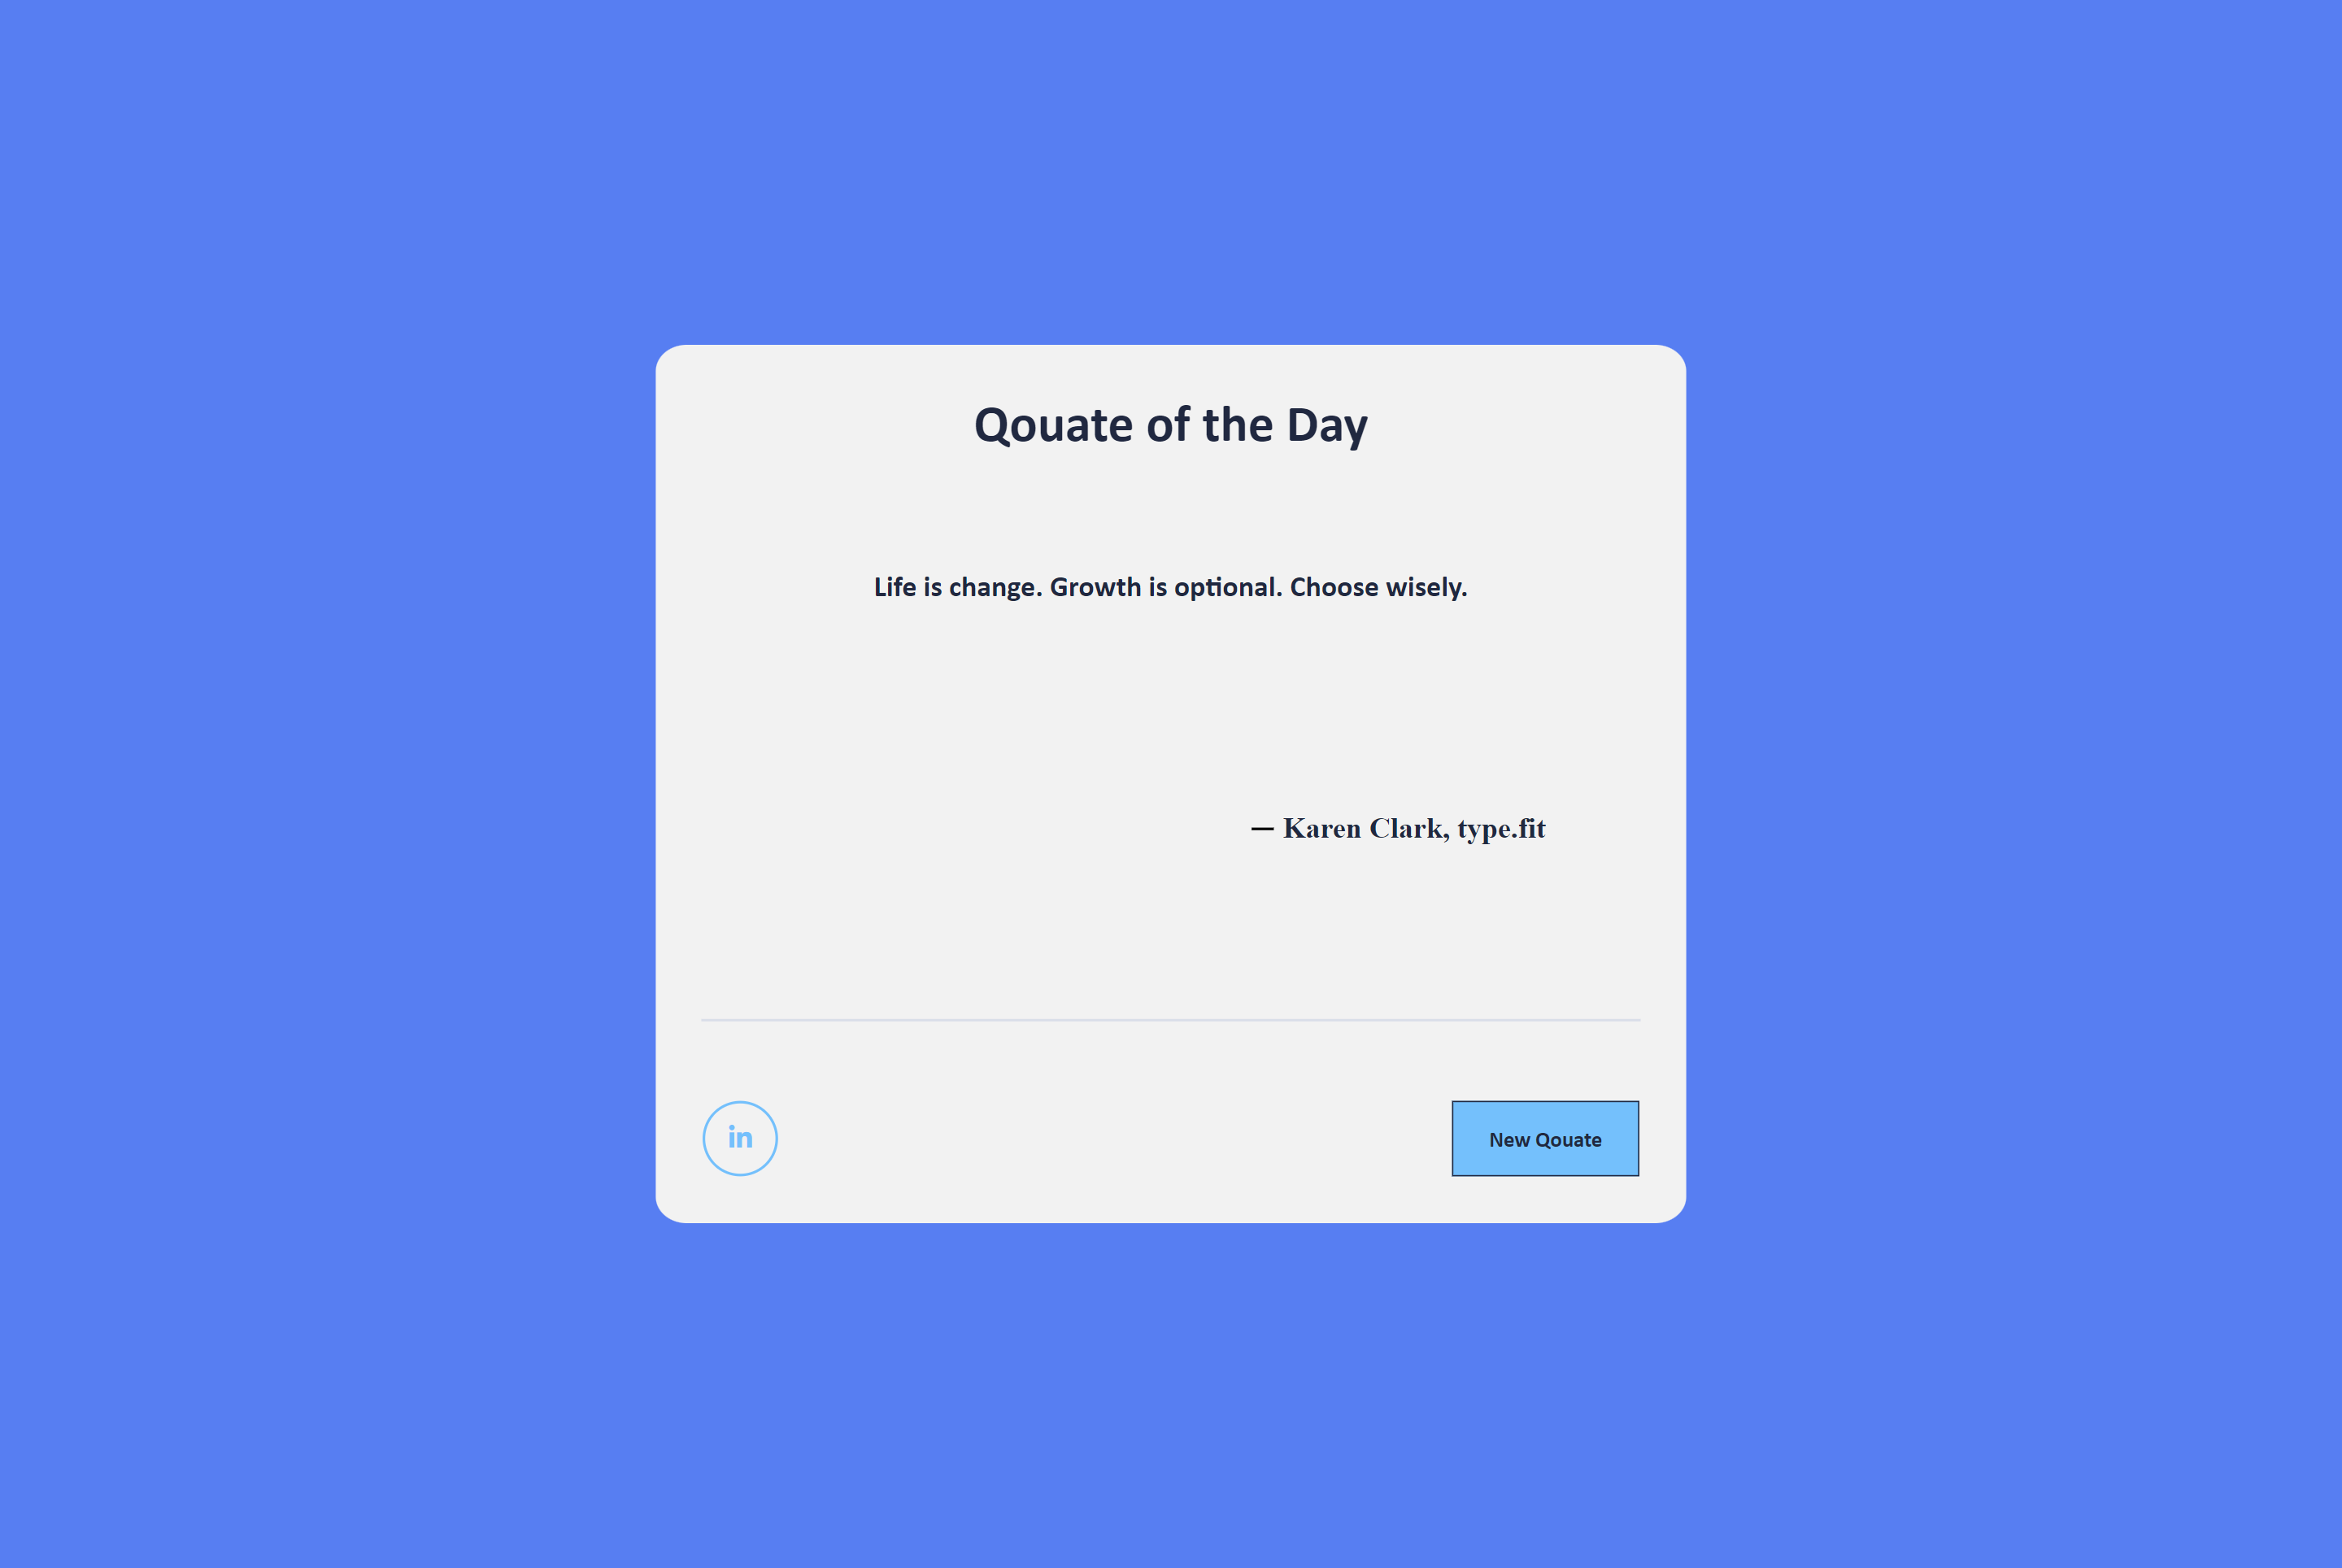 Qouate of the Day
Life is change. Growth is optional. Choose wisely.
— Karen Clark, type.fit
in
New Qouate